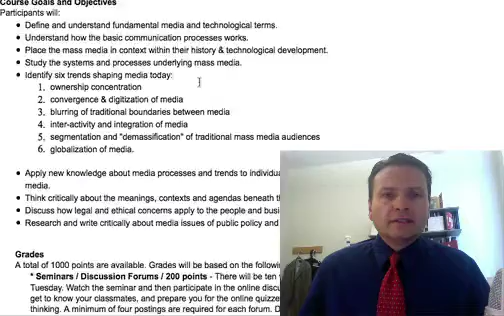 Course Goals and Objectives
Participants will:
• Define and understand fundamental media and technological terms.
• Understand how the basic communication processes works.
• Place the mass media in context within their history & technological development.
• Study the systems and processes underlying mass media.
• Identify six trends shaping media today:
1. ownership concentration
2. convergence & digitization of media
3. blurring of traditional boundaries between media
4. inter-activity and integration of media
5. segmentation and "demassification" of traditional mass media audiences
6. globalization of media.
• Apply new knowledge about media processes and trends to
media.
• Think critically about the meanings, contexts and agendas beneath
• Discuss how legal and ethical concerns apply to the people and
• Research and write critically about media issues of public policy and
Grades
A total of 1000 points are available. Grades will be based on the
* Seminars / Discussion Forums / 200 points - There will be ten
Tuesday. Watch the seminar and then participate in the online
get to know your classmates, and prepare you for the online
thinking. A minimum of four postings are required for each forum.